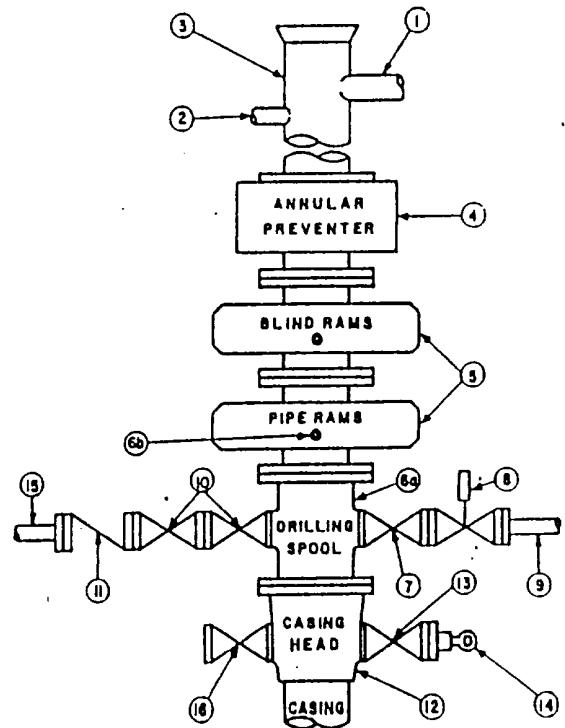 1
3
2
ANNULAR
PREVENTER
4
BLIND RAMS
5
PIPE RAMS
6b
10
6a
8
15
DRILLING
SPOOL
11
7
9
13
CASING
HEAD
16
12
14
CASING